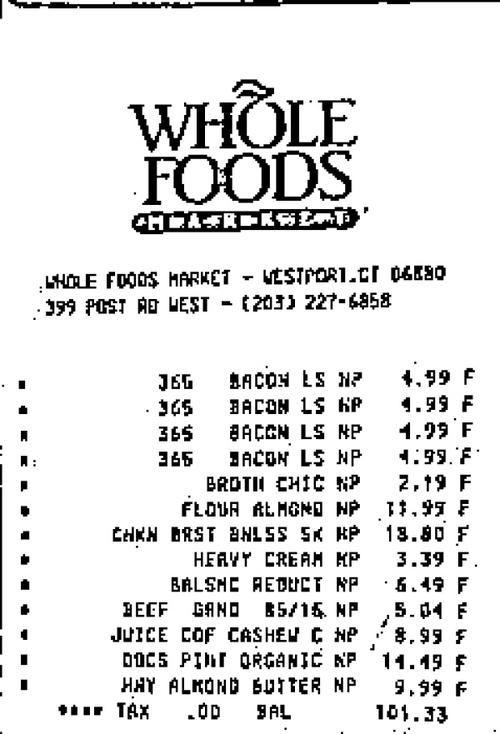 WHOLE
FOODS
MARKET
WHOLE FOODS MARKET - WESTPORT,CT 06880
399 POST RD WEST - (203) 227-6858
365 BACON LS NP 4.99 F
365 BACON LS NP 4.99 F
365 BACON LS NP 4.99 F
365 BACON LS NP 4.99 F
BROTH CHIC NP 2.19 F
FLOUR ALMOND NP 11.99 F
CHKN BRST BNLSS SK NP 18.80 F
HEAVY CREAM NP 3.39 F
BALSMC REDUCT NP 6.49 F
BEEF GRND 85/15 NP 5.04 F
JUICE COF CASHEW C NP 8.99 F
DOCS PINT ORGANIC NP 14.49 F
HNY ALMOND BUTTER NP 9.99 F
**** TAX .00 BAL 101.33